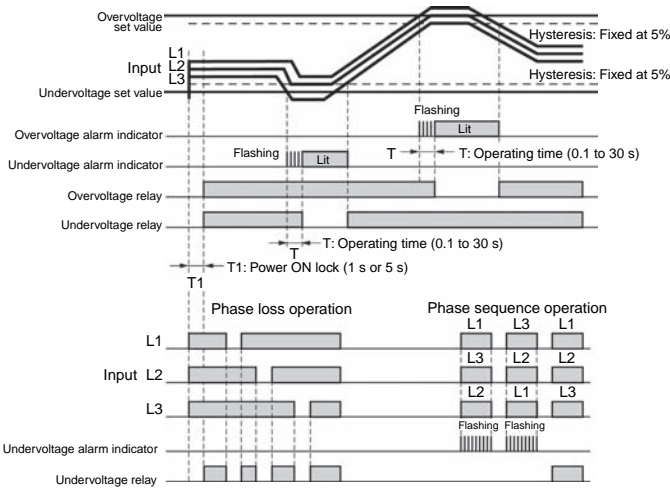 Overvoltage
set value
Hysteresis: Fixed at 5%
L1
Input L2
L3
Hysteresis: Fixed at 5%
Undervoltage set value
Flashing
Overvoltage alarm indicator
Lit
T
T: Operating time (0.1 to 30 s)
Flashing
Undervoltage alarm indicator
Lit
Overvoltage relay
Undervoltage relay
T
T: Operating time (0.1 to 30 s)
T1
T1: Power ON lock (1 s or 5 s)
Phase loss operation
Phase sequence operation
L1
L1 L3 L1
Input L2
L3 L2 L2
L3
L2 L1 L3
Flashing Flashing
Undervoltage alarm indicator
Undervoltage relay